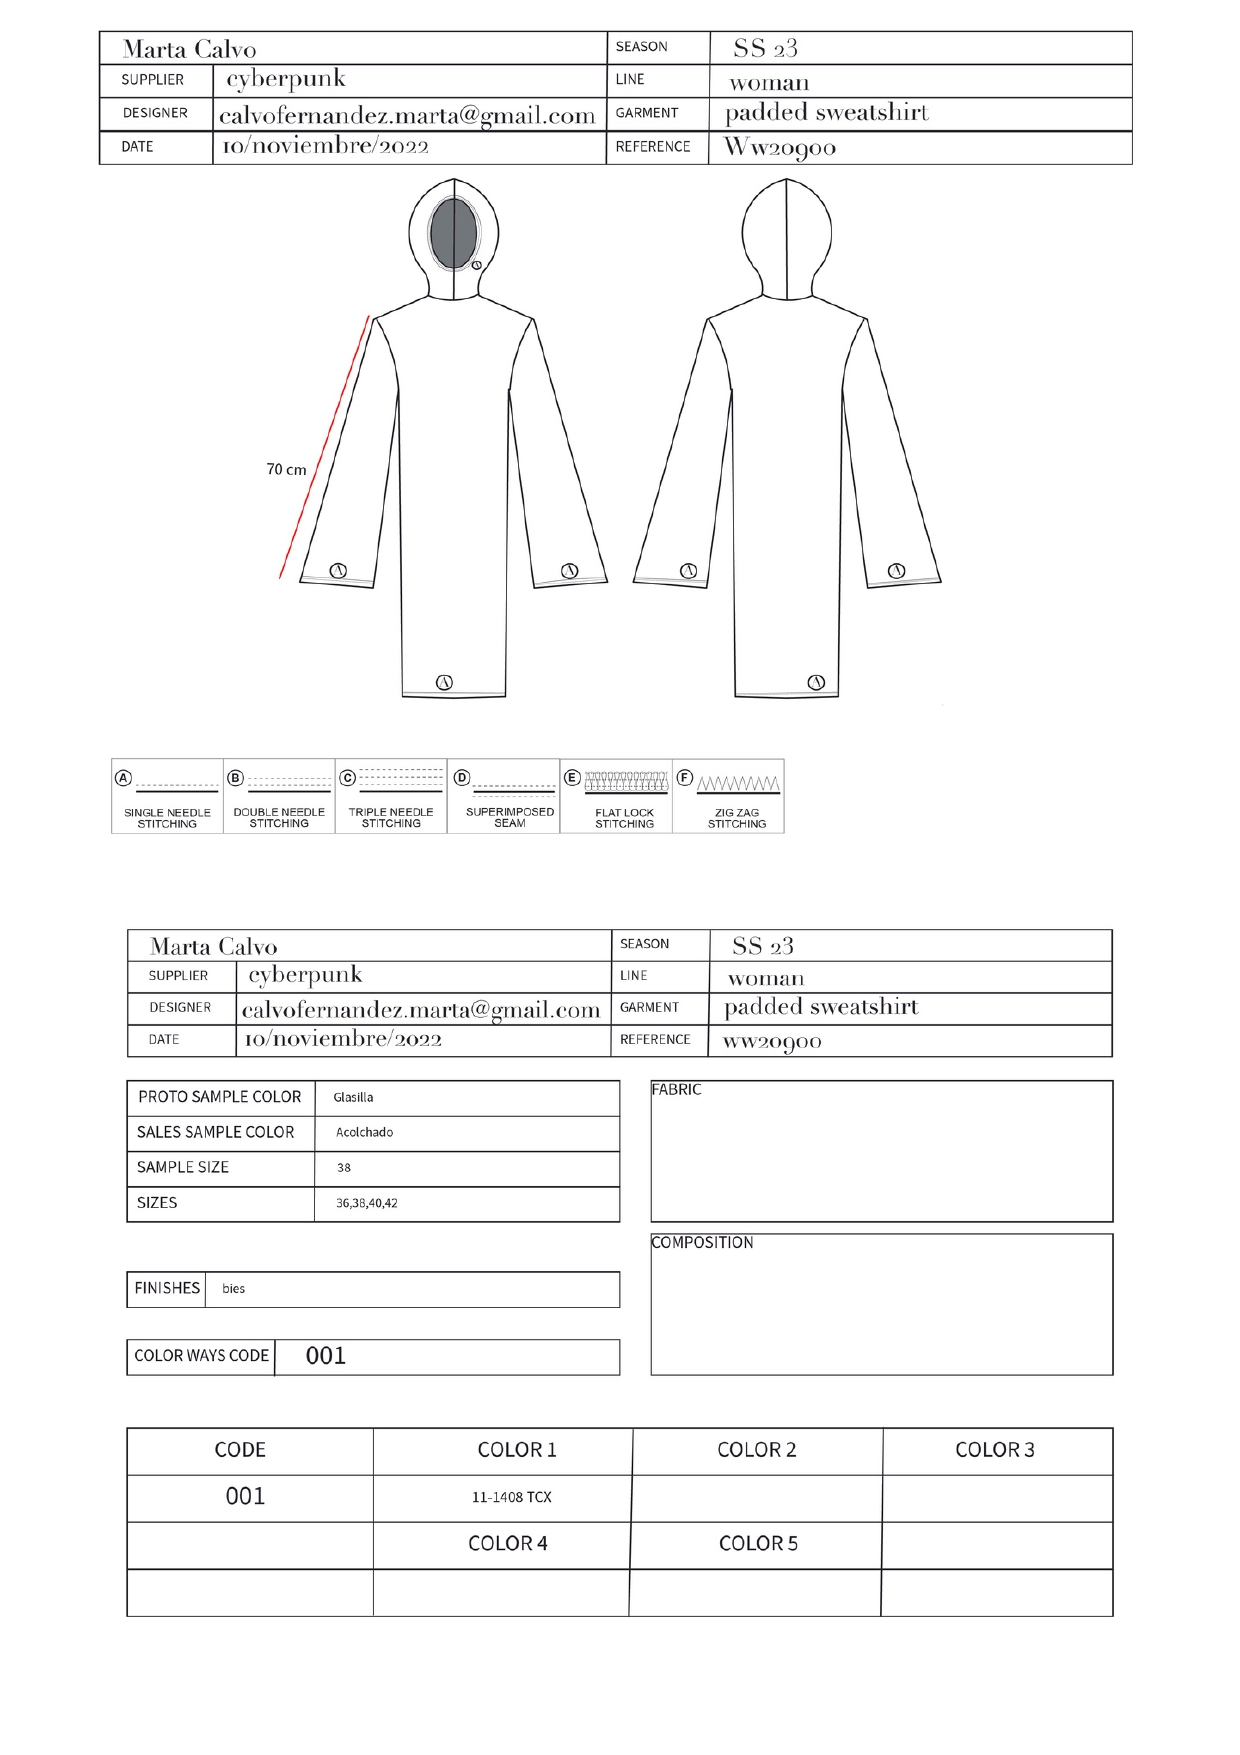 Marta Calvo SEASON SS 23
SUPPLIER cyberpunk LINE woman
DESIGNER calvofernandez.marta@gmail.com GARMENT padded sweatshirt
DATE 10/noviembre/2022 REFERENCE Ww20900
A
70 cm
A A A A
A A
A B C D E F
SINGLE NEEDLE STITCHING
DOUBLE NEEDLE STITCHING
TRIPLE NEEDLE STITCHING
SUPERIMPOSED SEAM
FLAT LOCK STITCHING
ZIG ZAG STITCHING
Marta Calvo SEASON SS 23
SUPPLIER cyberpunk LINE woman
DESIGNER calvofernandez.marta@gmail.com GARMENT padded sweatshirt
DATE 10/noviembre/2022 REFERENCE ww20900
PROTO SAMPLE COLOR Glasilla
SALES SAMPLE COLOR Acolchado
SAMPLE SIZE 38
SIZES 36,38,40,42
FABRIC
COMPOSITION
FINISHES bies
COLOR WAYS CODE 001
CODE COLOR 1 COLOR 2 COLOR 3
001 11-1408 TCX
COLOR 4 COLOR 5